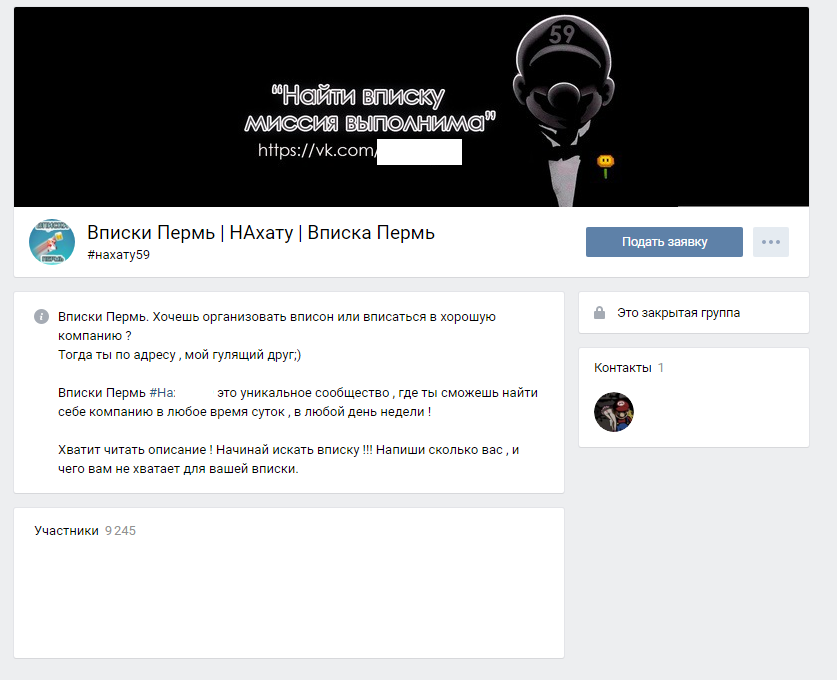 59
“Найти вписку
миссия выполнима”
https://vk.com/
ВПИСКИ
ПЕРМЬ
Вписки Пермь | НАхату | Вписка Пермь
#нахату59
Подать заявку
Вписки Пермь. Хочешь организовать вписон или вписаться в хорошую
компанию ?
Тогда ты по адресу , мой гулящий друг;)
Вписки Пермь #На: это уникальное сообщество , где ты сможешь найти
себе компанию в любое время суток , в любой день недели !
Хватит читать описание ! Начинай искать вписку !!! Напиши сколько вас , и
чего вам не хватает для вашей вписки.
Это закрытая группа
Контакты 1
Участники 9 245